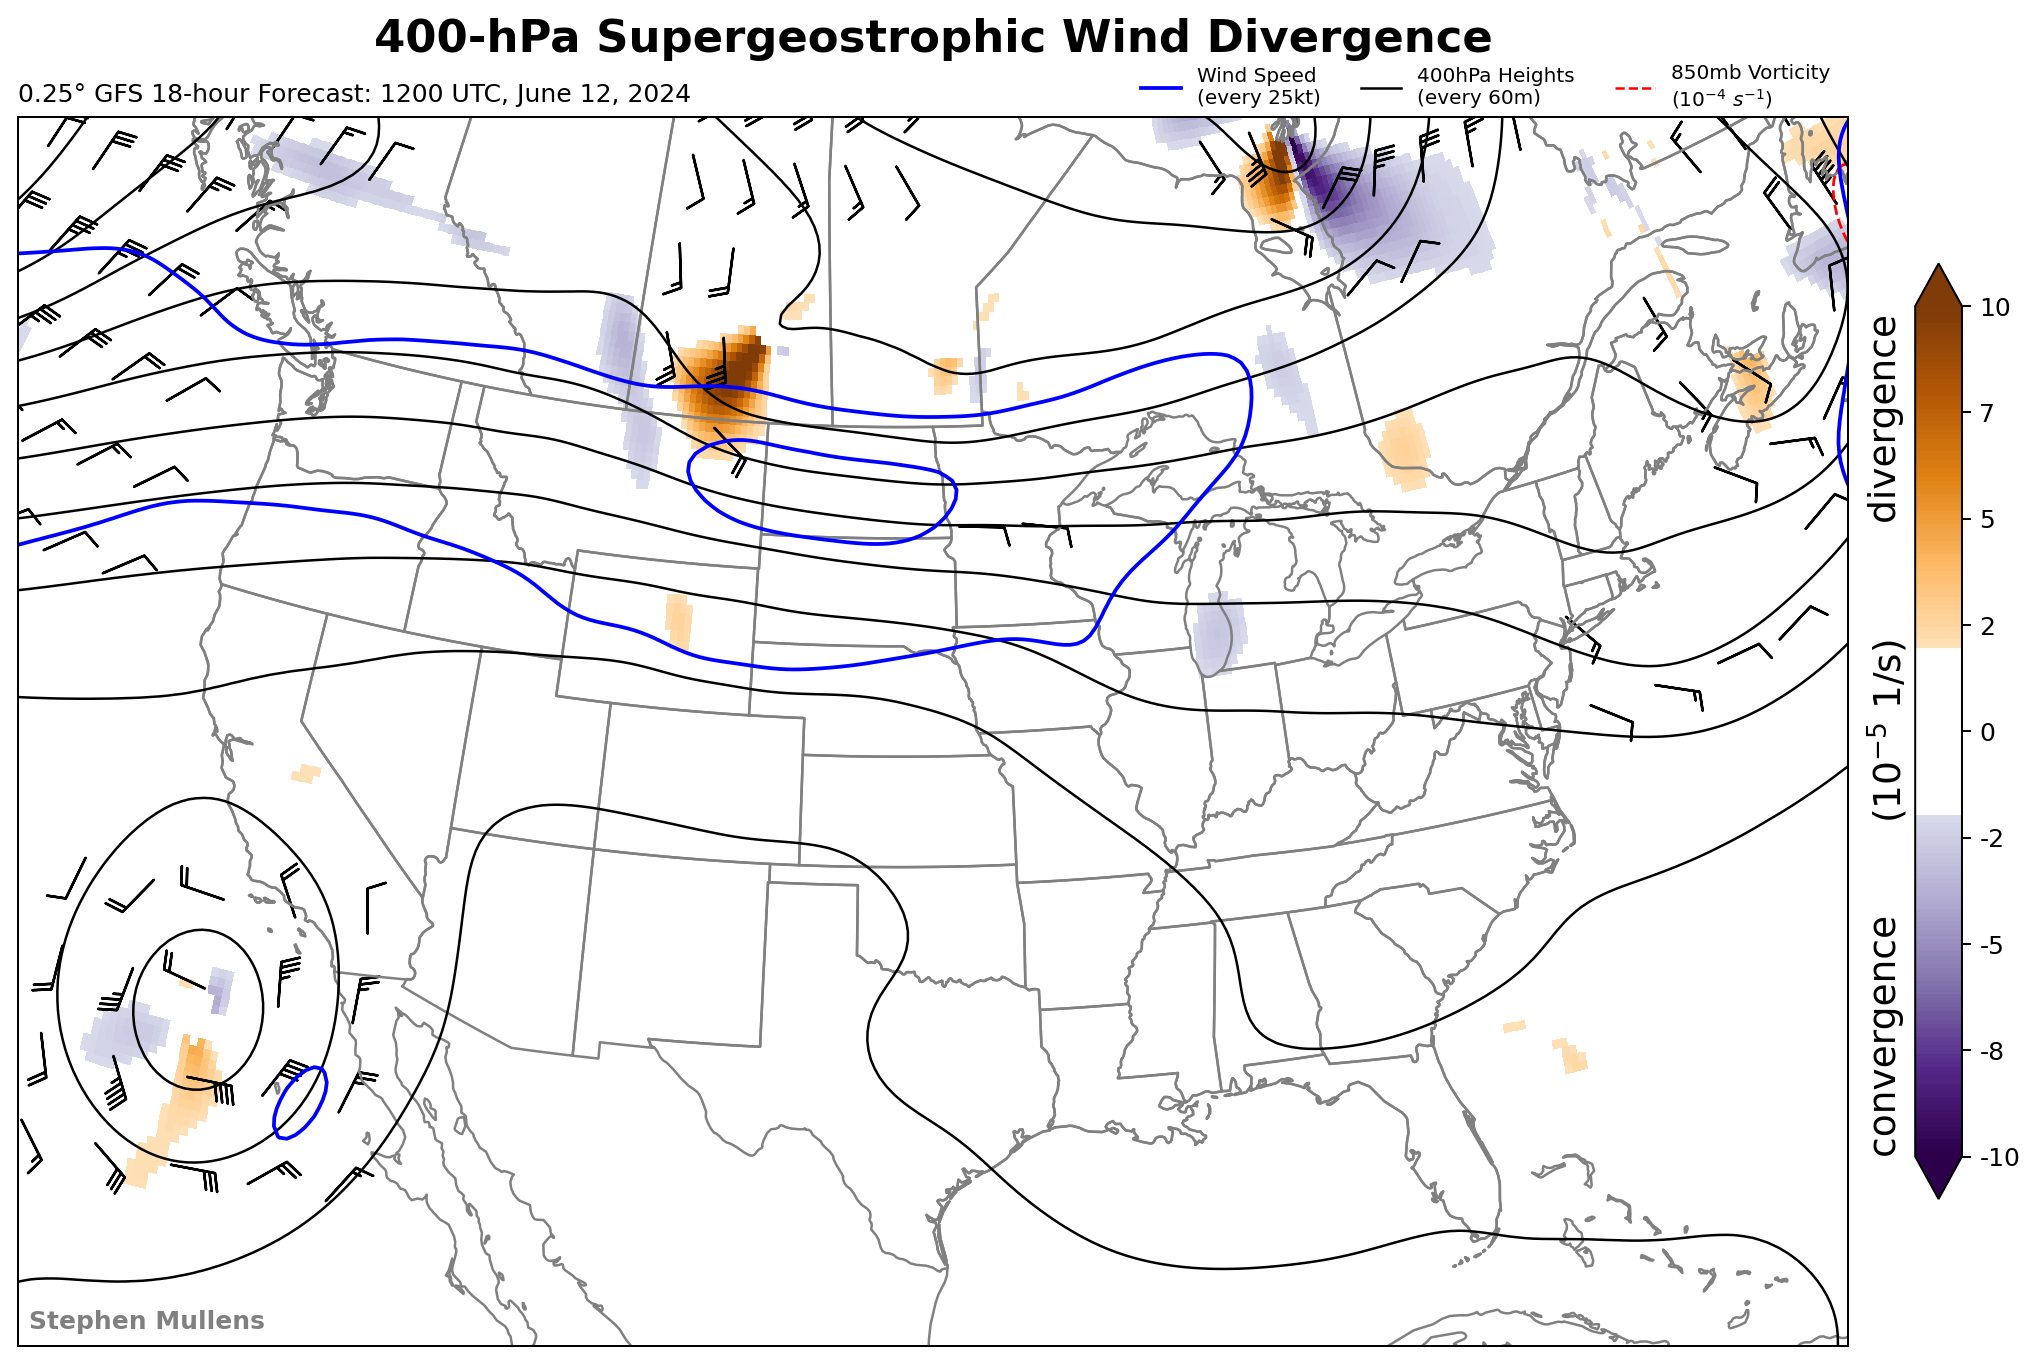 400-hPa Supergeostrophic Wind Divergence
0.25° GFS 18-hour Forecast: 1200 UTC, June 12, 2024
Wind Speed
(every 25kt)
400hPa Heights
(every 60m)
850mb Vorticity
(10⁻⁴ s⁻¹)
10
7
5
2
0
-2
-5
-8
-10
convergence (10⁻⁵ 1/s) divergence
Stephen Mullens